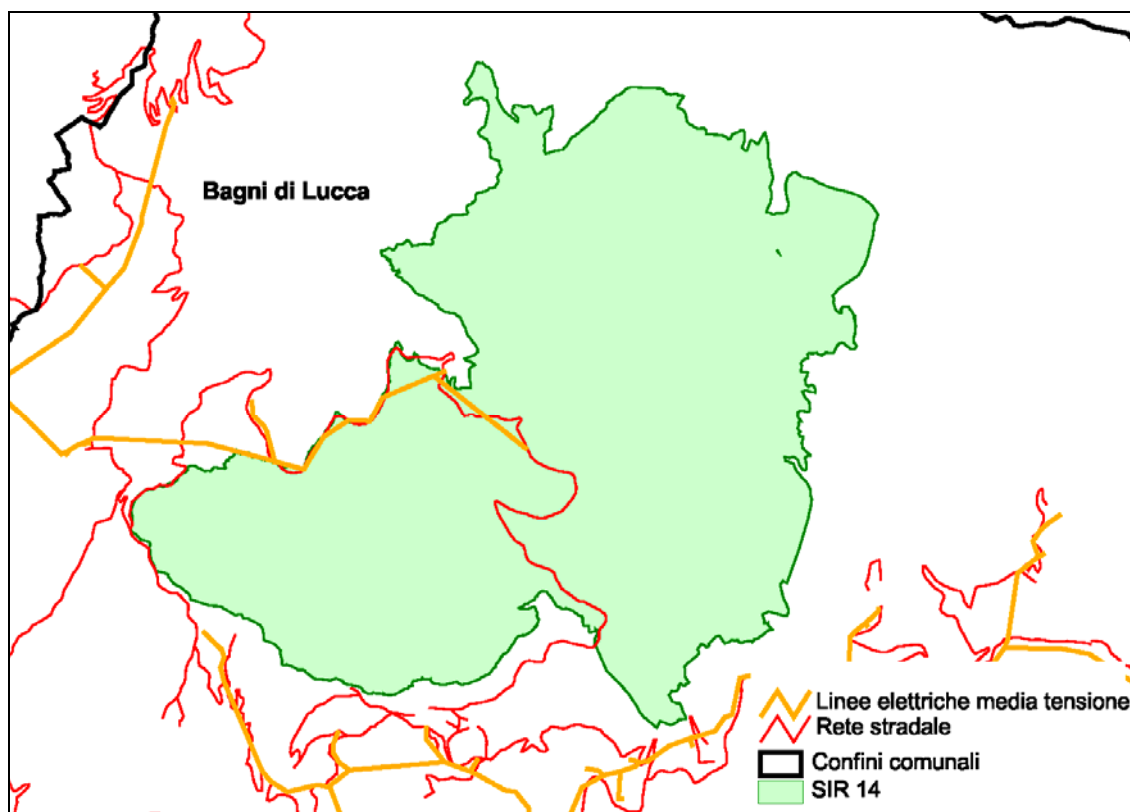 Bagni di Lucca
Linee elettriche media tensione
Rete stradale
Confini comunali
SIR 14